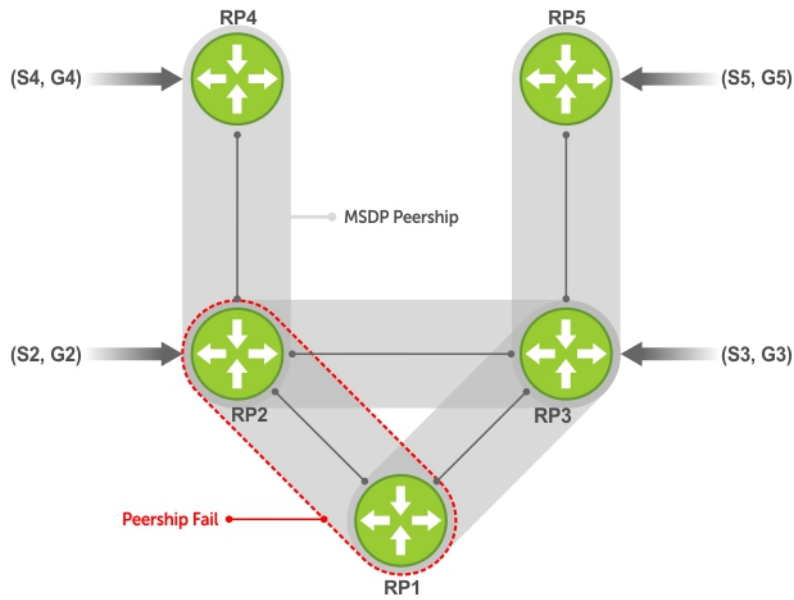 RP4
RP5
(S4, G4)
(S5, G5)
MSDP Peership
(S2, G2)
(S3, G3)
RP2
RP3
Peership Fail
RP1